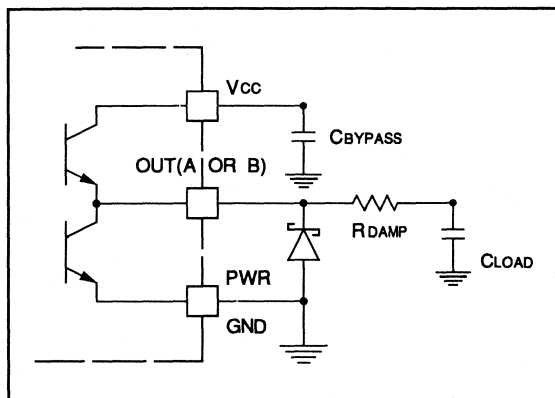 VCC
CBYPASS
OUT(A OR B)
RDAMP
CLOAD
PWR
GND